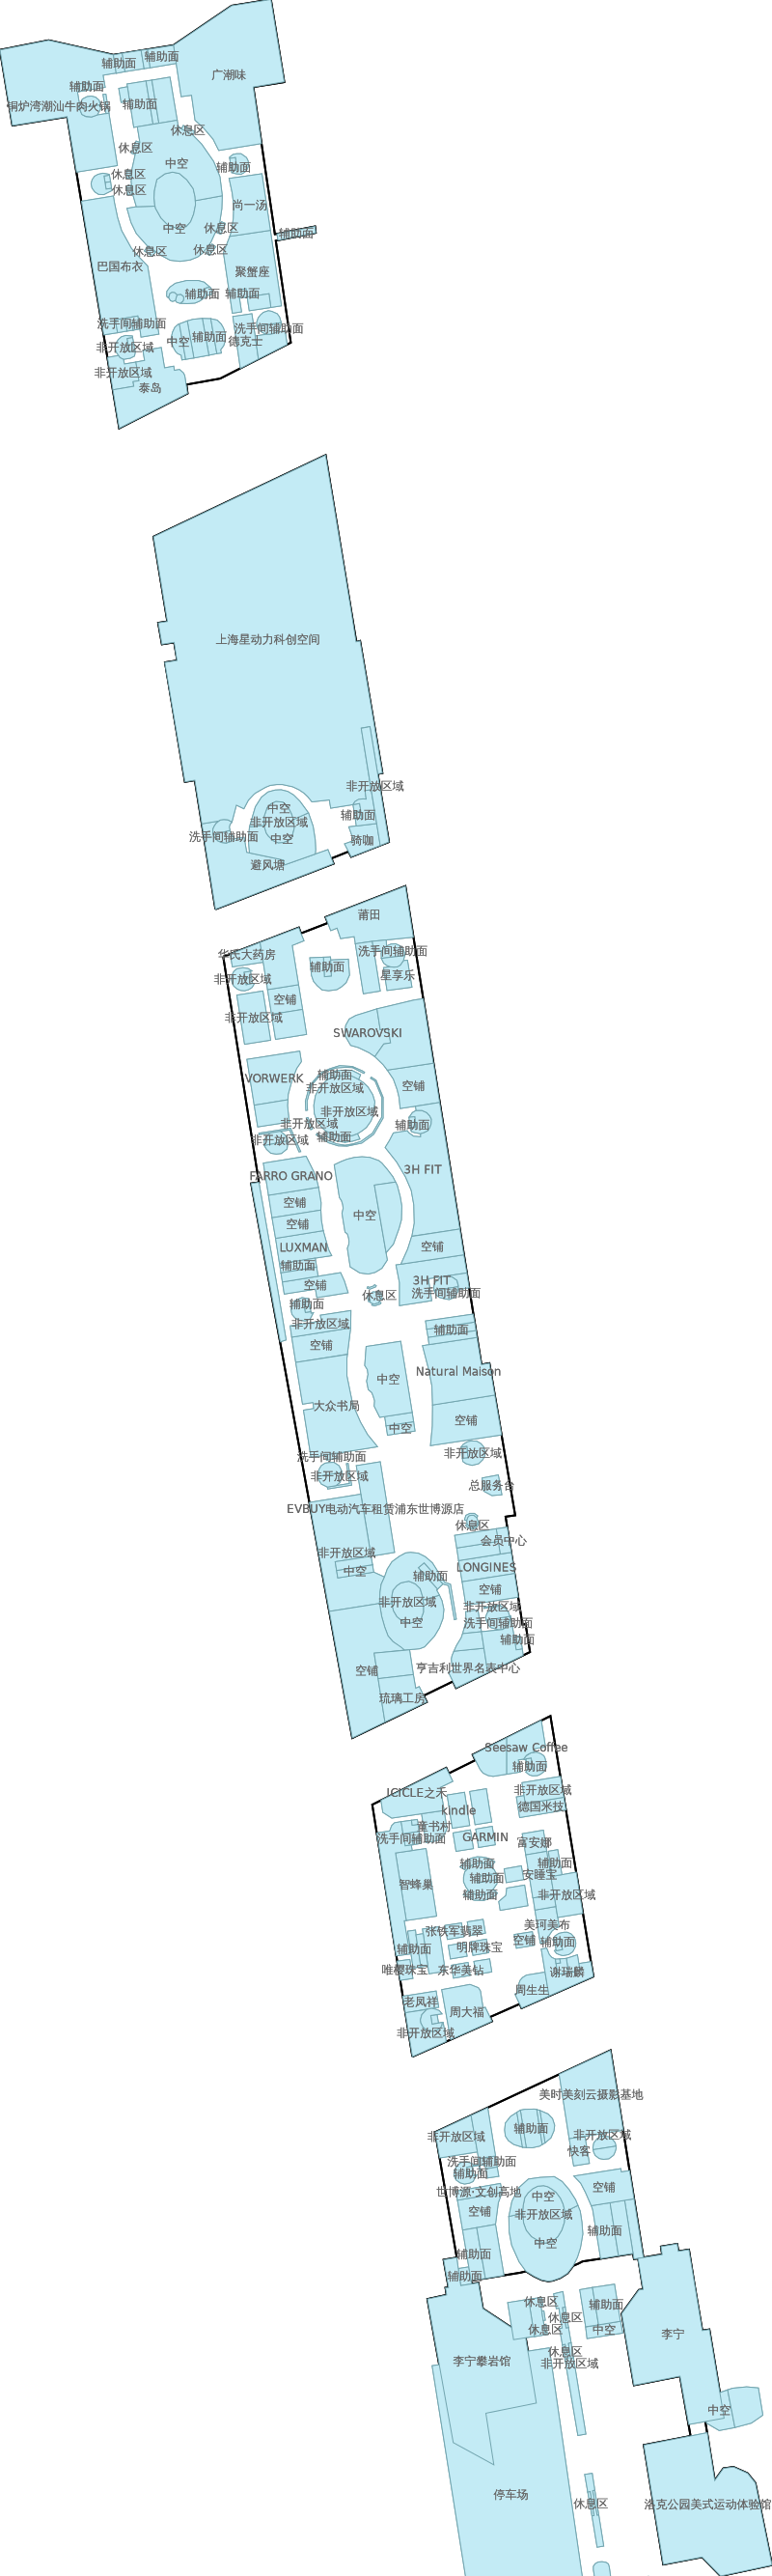 辅助面
辅助面
广潮味
辅助面
铜炉湾潮汕牛肉火锅
辅助面
休息区
休息区
中空
辅助面
休息区
休息区
尚一汤
中空
休息区
辅助面
休息区
休息区
巴国布衣
聚蟹座
辅助面
辅助面
洗手间辅助面
洗手间辅助面
中空
辅助面
德克士
非开放区域
非开放区域
泰岛
上海星动力科创空间
非开放区域
中空
辅助面
非开放区域
洗手间辅助面
中空
骑咖
避风塘
莆田
华氏大药房
洗手间辅助面
辅助面
非开放区域
星享乐
空铺
非开放区域
SWAROVSKI
VORWERK
辅助面
非开放区域
空铺
非开放区域
非开放区域
辅助面
非开放区域
辅助面
3H FIT
FARRO GRANO
空铺
中空
空铺
LUXMAN
空铺
辅助面
3H FIT
空铺
休息区
洗手间辅助面
辅助面
非开放区域
辅助面
空铺
Natural Maison
中空
大众书局
空铺
中空
洗手间辅助面
非开放区域
非开放区域
总服务台
EVBUY电动汽车租赁浦东世博源店
休息区
会员中心
非开放区域
LONGINES
中空
辅助面
空铺
非开放区域
非开放区域
中空
洗手间辅助面
辅助面
空铺
亨吉利世界名表中心
琉璃工房
Seesaw Coffee
辅助面
ICICLE之禾
非开放区域
kindle
德国米技
童书村
洗手间辅助面
GARMIN
富安娜
辅助面
辅助面
辅助面
安睡宝
智蜂巢
辅助面
非开放区域
张铁军翡翠
美珂美布
空铺
辅助面
辅助面
明牌珠宝
唯樱珠宝
东华美钻
谢瑞麟
周生生
老凤祥
周大福
非开放区域
美时美刻云摄影基地
辅助面
非开放区域
非开放区域
快客
洗手间辅助面
辅助面
空铺
世博源·文创高地
中空
空铺
非开放区域
辅助面
中空
辅助面
辅助面
休息区
辅助面
休息区
休息区
中空
李宁
休息区
李宁攀岩馆
非开放区域
中空
停车场
休息区
洛克公园美式运动体验馆